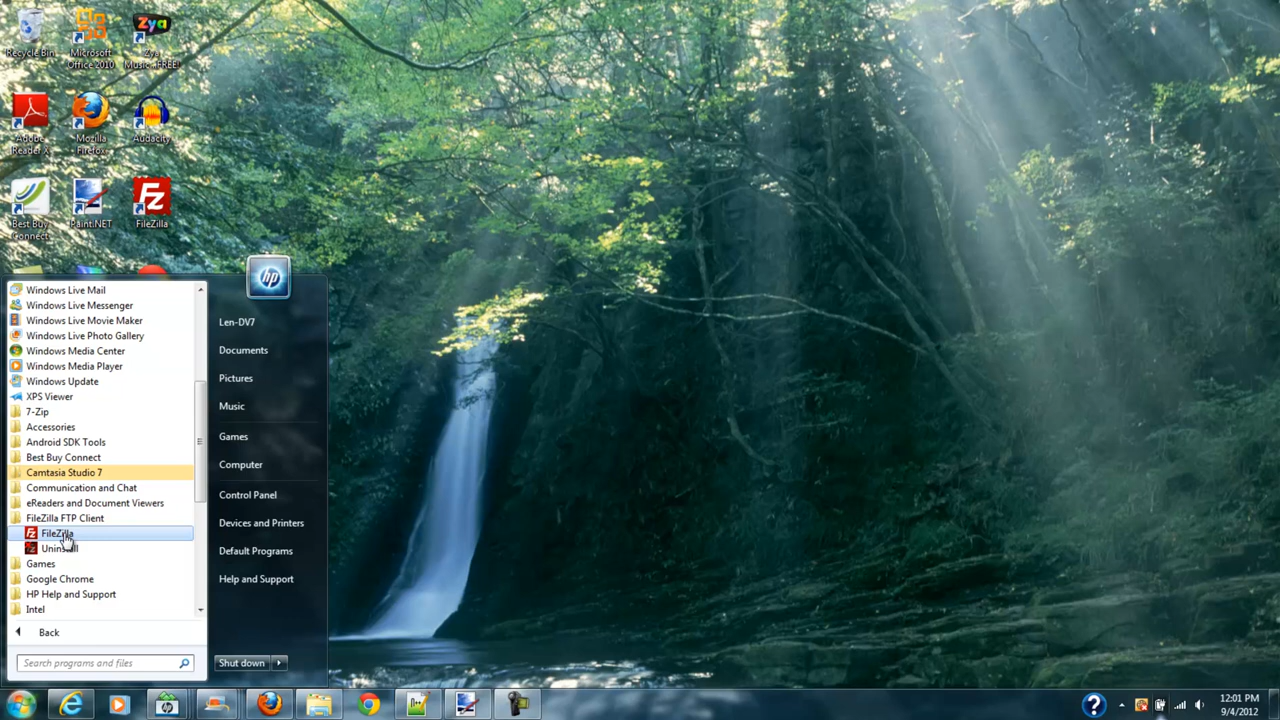 Recycle Bin
Microsoft
Office 2010
Zya
Zya
Music - FREE!
Adobe
Reader X
Mozilla
Firefox
Audacity
Best Buy
Connect
Paint.NET
Fz
FileZilla
hp
Windows Live Mail
Windows Live Messenger
Windows Live Movie Maker
Windows Live Photo Gallery
Windows Media Center
Windows Media Player
Windows Update
XPS Viewer
7-Zip
Accessories
Android SDK Tools
Best Buy Connect
Camtasia Studio 7
Communication and Chat
eReaders and Document Viewers
FileZilla FTP Client
FileZilla
Uninstall
Games
Google Chrome
HP Help and Support
Intel
Back
Search programs and files
Len-DV7
Documents
Pictures
Music
Games
Computer
Control Panel
Devices and Printers
Default Programs
Help and Support
Shut down
12:01 PM
9/4/2012